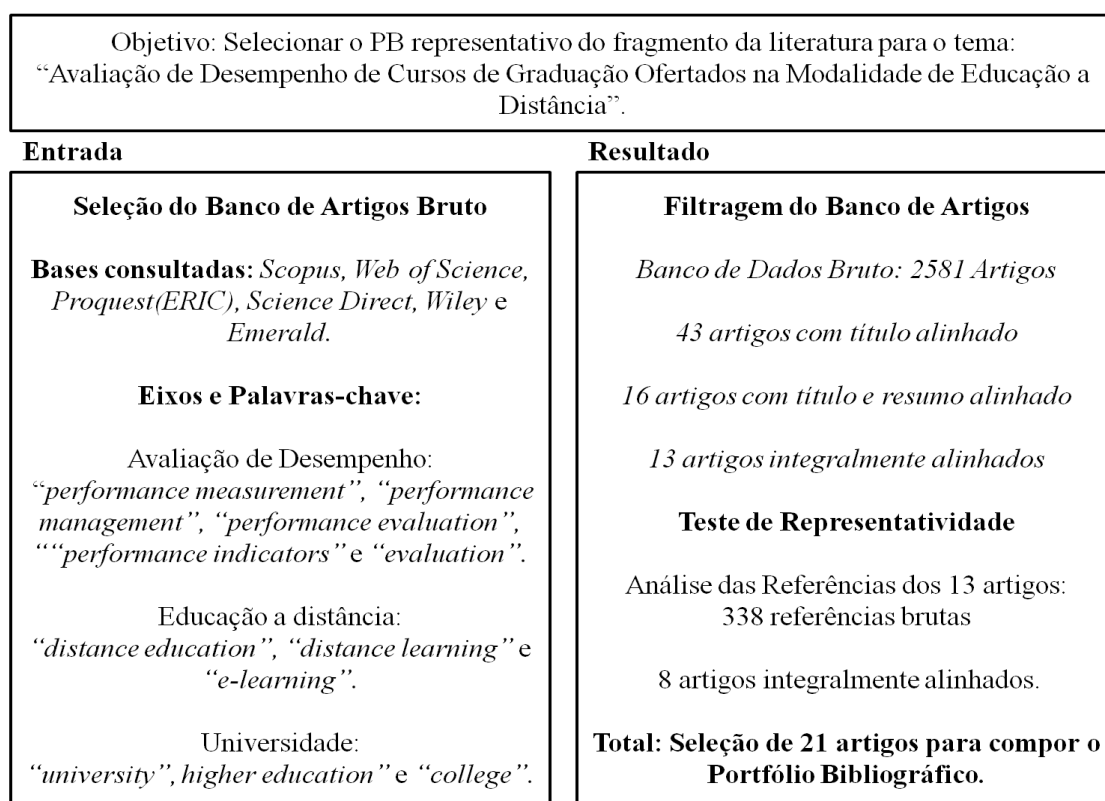 Objetivo: Selecionar o PB representativo do fragmento da literatura para o tema:
“Avaliação de Desempenho de Cursos de Graduação Ofertados na Modalidade de Educação a
Distância”.
Entrada
Seleção do Banco de Artigos Bruto
Bases consultadas: Scopus, Web of Science,
Proquest(ERIC), Science Direct, Wiley e
Emerald.
Eixos e Palavras-chave:
Avaliação de Desempenho:
“performance measurement”, “performance
management”, “performance evaluation”,
““performance indicators” e “evaluation”.
Educação a distância:
“distance education”, “distance learning” e
“e-learning”.
Universidade:
“university”, higher education” e “college”.
Resultado
Filtragem do Banco de Artigos
Banco de Dados Bruto: 2581 Artigos
43 artigos com título alinhado
16 artigos com título e resumo alinhado
13 artigos integralmente alinhados
Teste de Representatividade
Análise das Referências dos 13 artigos:
338 referências brutas
8 artigos integralmente alinhados.
Total: Seleção de 21 artigos para compor o
Portfólio Bibliográfico.